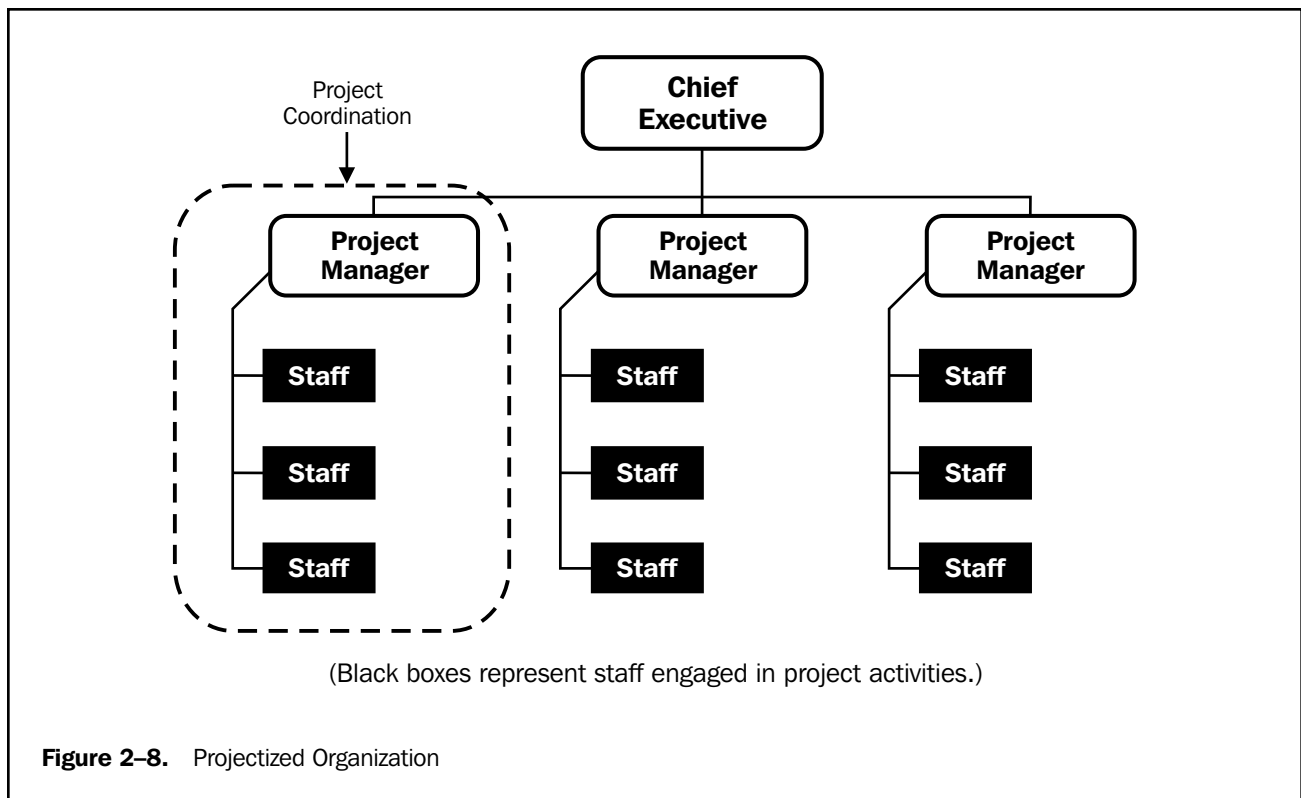 Project
Coordination
Chief
Executive
Project
Manager
Project
Manager
Project
Manager
Staff
Staff
Staff
Staff
Staff
Staff
Staff
Staff
Staff
(Black boxes represent staff engaged in project activities.)
Figure 2–8. Projectized Organization